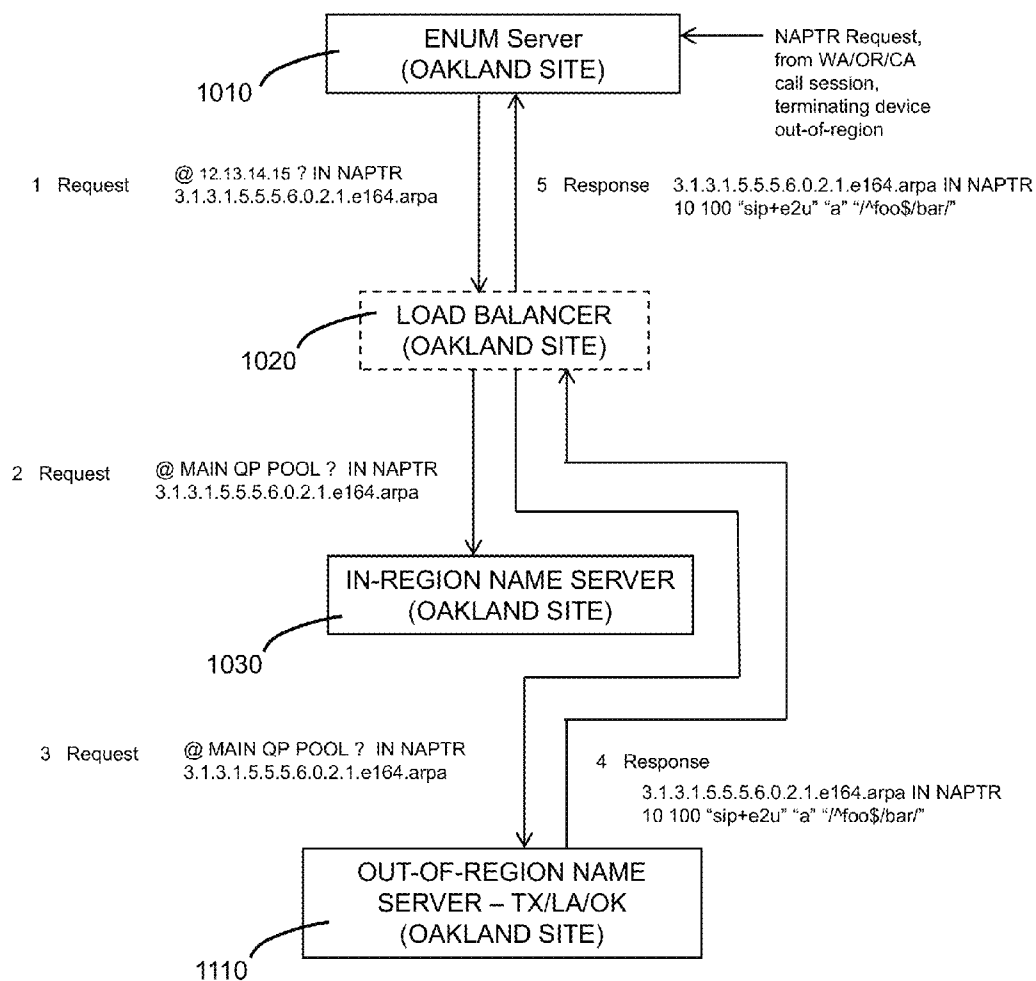 ENUM Server
(OAKLAND SITE)
1010
NAPTR Request,
from WA/OR/CA
call session,
terminating device
out-of-region
1 Request
@ 12.13.14.15 ? IN NAPTR
3.1.3.1.5.5.5.6.0.2.1.e164.arpa
5 Response
3.1.3.1.5.5.5.6.0.2.1.e164.arpa IN NAPTR
10 100 “sip+e2u” “a” “/^foo$/bar/”
LOAD BALANCER
(OAKLAND SITE)
1020
2 Request
@ MAIN QP POOL ? IN NAPTR
3.1.3.1.5.5.5.6.0.2.1.e164.arpa
IN-REGION NAME SERVER
(OAKLAND SITE)
1030
3 Request
@ MAIN QP POOL ? IN NAPTR
3.1.3.1.5.5.5.6.0.2.1.e164.arpa
4 Response
3.1.3.1.5.5.5.6.0.2.1.e164.arpa IN NAPTR
10 100 “sip+e2u” “a” “/^foo$/bar/”
OUT-OF-REGION NAME
SERVER – TX/LA/OK
(OAKLAND SITE)
1110